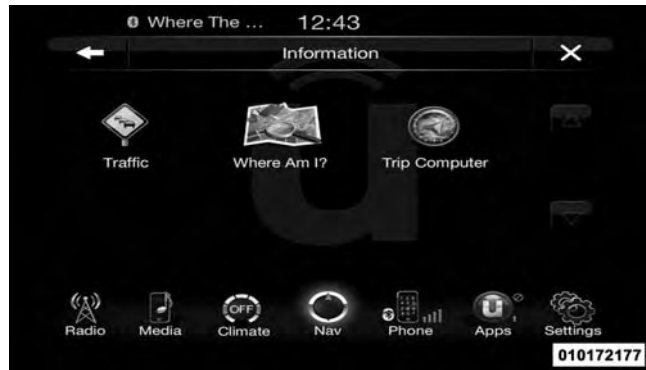 Where The ... 12:43
Information
Traffic Where Am I? Trip Computer
OFF
Radio Media Climate Nav Phone Apps Settings
010172177